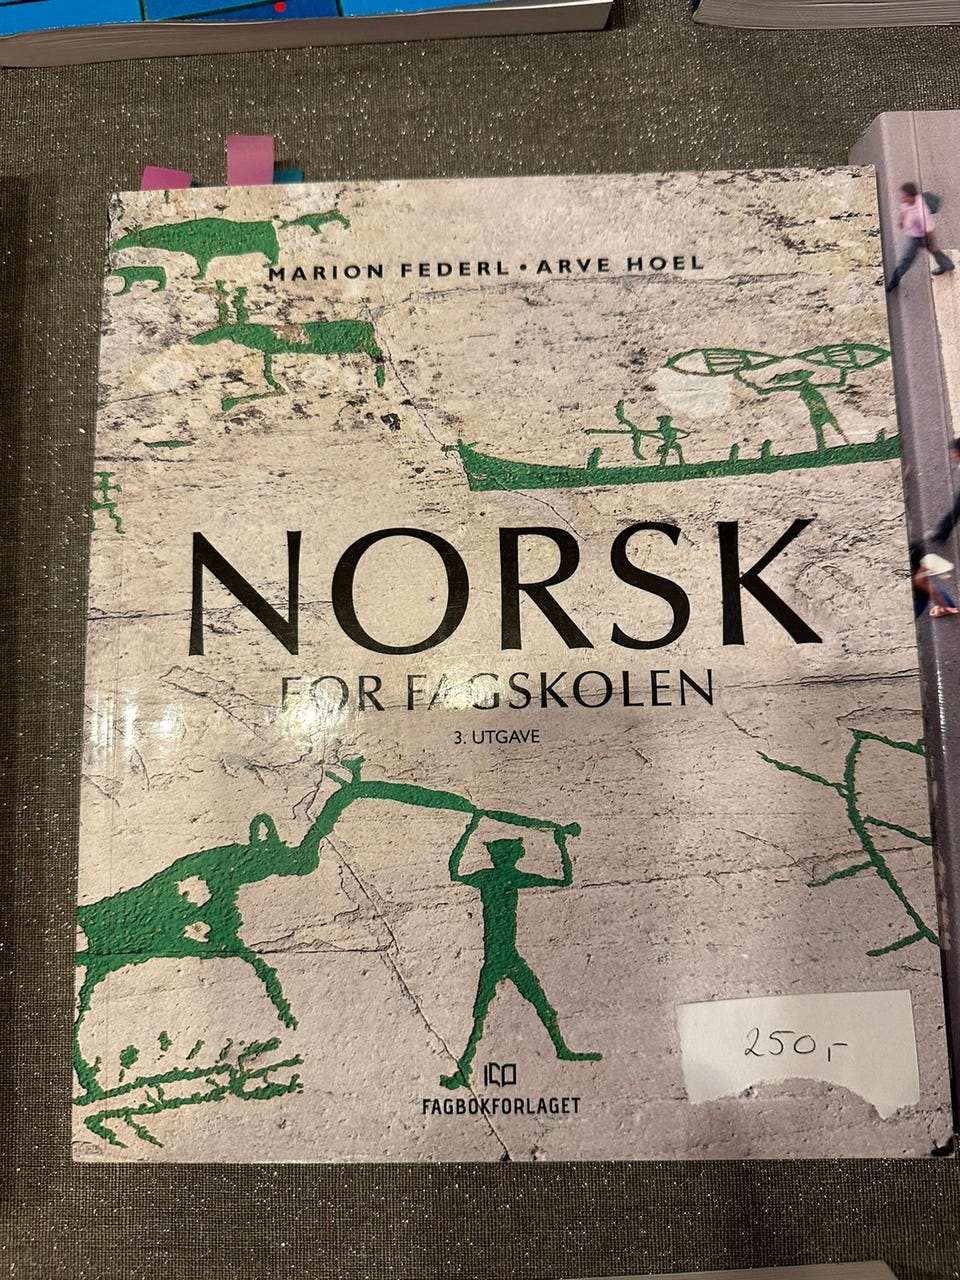 MARION FEDERL • ARVE HOEL
NORSK
FOR FAGSKOLEN
3. UTGAVE
250,-
FAGBOKFORLAGET